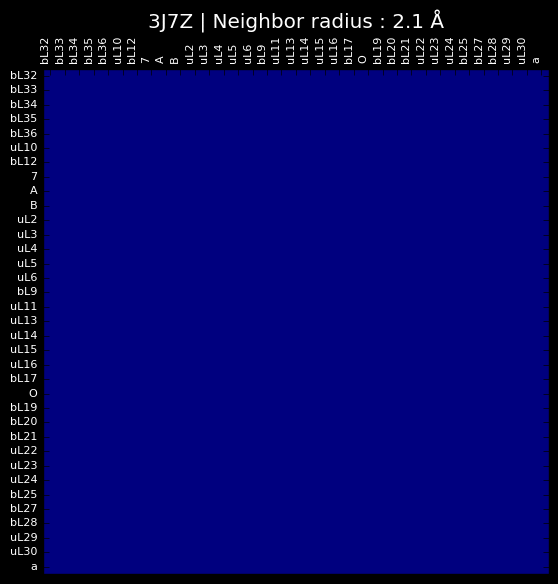 3J7Z | Neighbor radius : 2.1 Å
bL32 bL33 bL34 bL35 bL36 uL10 bL12 7 A B uL2 uL3 uL4 uL5 uL6 bL9 uL11 uL13 uL14 uL15 uL16 bL17 O bL19 bL20 bL21 uL22 uL23 uL24 bL25 bL27 bL28 uL29 uL30 a
bL32
bL33
bL34
bL35
bL36
uL10
bL12
7
A
B
uL2
uL3
uL4
uL5
uL6
bL9
uL11
uL13
uL14
uL15
uL16
bL17
O
bL19
bL20
bL21
uL22
uL23
uL24
bL25
bL27
bL28
uL29
uL30
a